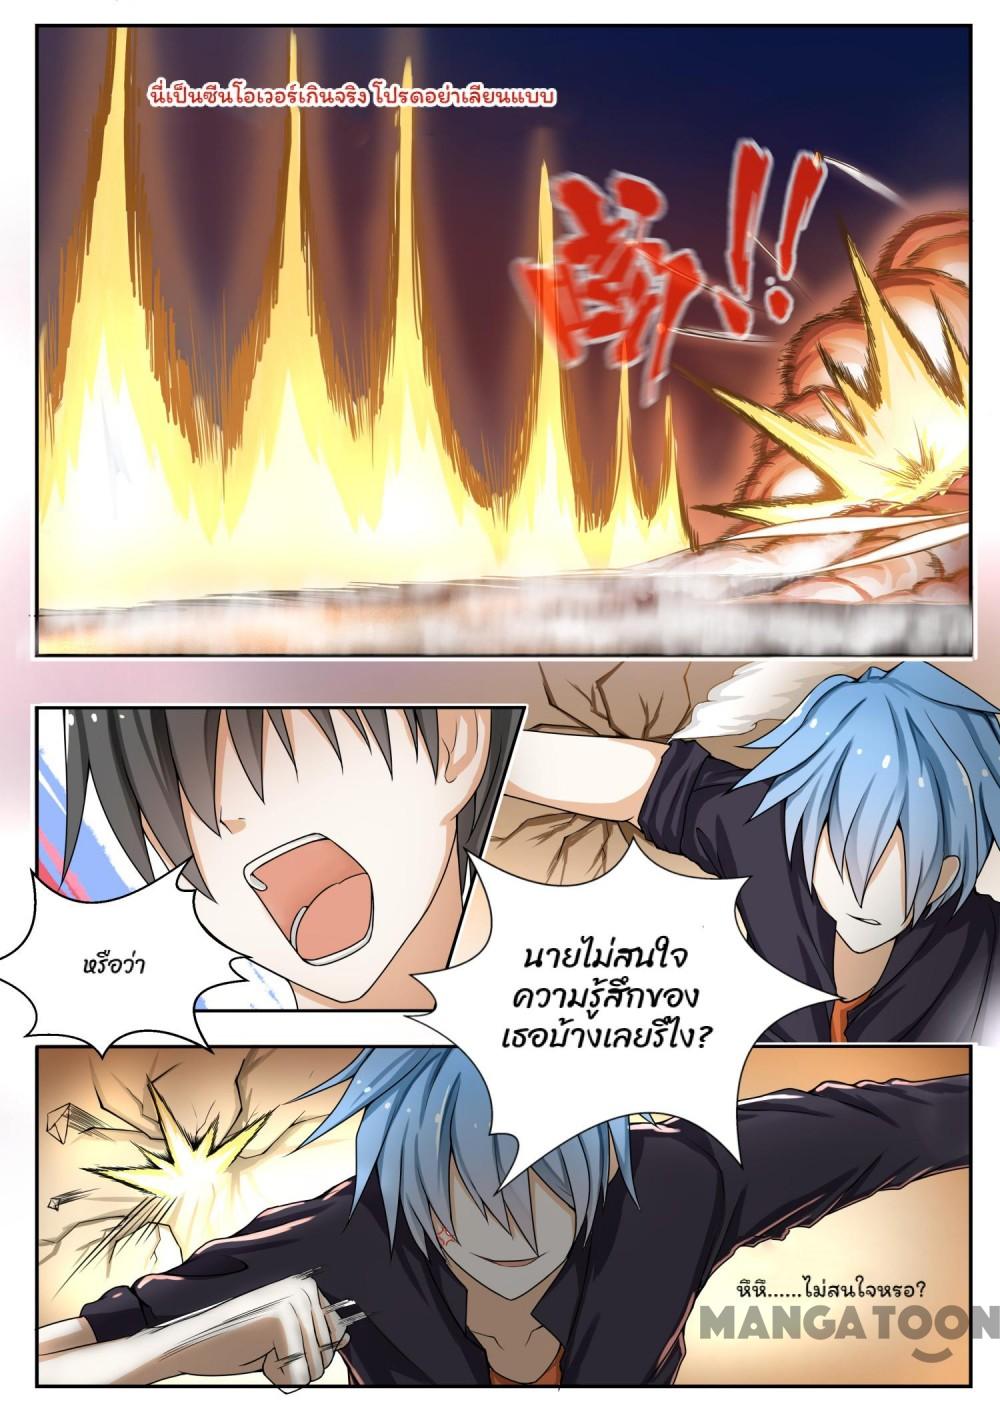 นี่เป็นซีนโอเวอร์เกินจริง โปรดอย่าเลียนแบบ
หรือว่า
นายไม่สนใจ
ความรู้สึกของ
เธอบ้างเลยรึไง?
หึหึ......ไม่สนใจหรอ?
MANGATOON